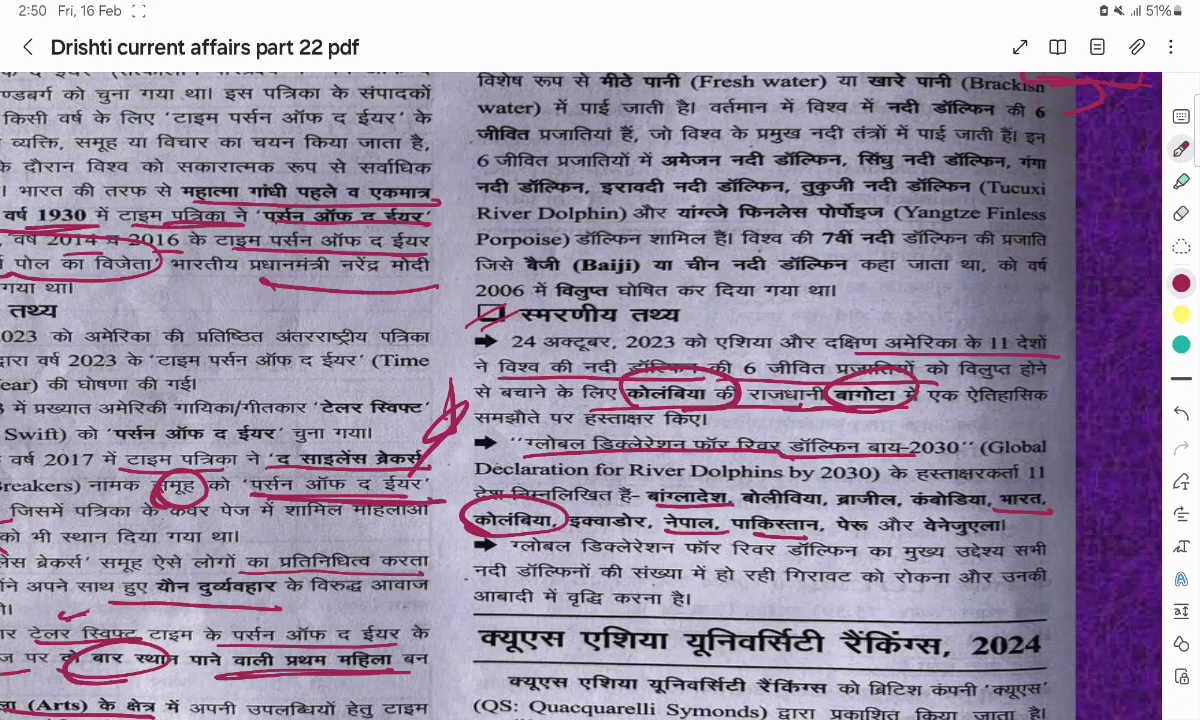 2:50 Fri, 16 Feb
51%
Drishti current affairs part 22 pdf
ण्डबर्ग को चुना गया था। इस पत्रिका के संपादकों
किसी वर्ष के लिए 'टाइम पर्सन ऑफ द ईयर' के
व्यक्ति, समूह या विचार का चयन किया जाता है,
के दौरान विश्व को सकारात्मक रूप से सर्वाधिक
। भारत की तरफ से महात्मा गांधी पहले व एकमात्र
वर्ष 1930 में टाइम पत्रिका ने 'पर्सन ऑफ द ईयर'
, वर्ष 2014 व 2016 के टाइम पर्सन ऑफ द ईयर
पोल का विजेता' भारतीय प्रधानमंत्री नरेंद्र मोदी
गया था।
तथ्य
023 को अमेरिका की प्रतिष्ठित अंतरराष्ट्रीय पत्रिका
द्वारा वर्ष 2023 के 'टाइम पर्सन ऑफ द ईयर' (Time
ear) की घोषणा की गई।
3 में प्रख्यात अमेरिकी गायिका/गीतकार 'टेलर स्विफ्ट'
Swift) को 'पर्सन ऑफ द ईयर' चुना गया।
वर्ष 2017 में टाइम पत्रिका ने 'द साइलेंस ब्रेकर्स'
Breakers) नामक समूह को 'पर्सन ऑफ द ईयर'
जिसमें पत्रिका के कवर पेज में शामिल महिलाओं
को भी स्थान दिया गया था।
लेंस ब्रेकर्स' समूह ऐसे लोगों का प्रतिनिधित्व करता
होंने अपने साथ हुए यौन दुर्व्यवहार के विरुद्ध आवाज
ी।
ार टेलर स्विफ्ट टाइम के पर्सन ऑफ द ईयर के
ज पर दो बार स्थान पाने वाली प्रथम महिला बन
ला (Arts) के क्षेत्र में अपनी उपलब्धियों हेतु टाइम
विशेष रूप से मीठे पानी (Fresh water) या खारे पानी (Brackish
water) में पाई जाती है। वर्तमान में विश्व में नदी डॉल्फिन की 6
जीवित प्रजातियां हैं, जो विश्व के प्रमुख नदी तंत्रों में पाई जाती हैं। इन
6 जीवित प्रजातियों में अमेजन नदी डॉल्फिन, सिंधु नदी डॉल्फिन, गंगा
नदी डॉल्फिन, इरावदी नदी डॉल्फिन, तुकुजी नदी डॉल्फिन (Tucuxi
River Dolphin) और यांग्त्जे फिनलेस पोर्पोइज (Yangtze Finless
Porpoise) डॉल्फिन शामिल हैं। विश्व की 7वीं नदी डॉल्फिन की प्रजाति
जिसे बैजी (Baiji) या चीन नदी डॉल्फिन कहा जाता था, को वर्ष
2006 में विलुप्त घोषित कर दिया गया था।
❑ स्मरणीय तथ्य
➡ 24 अक्टूबर, 2023 को एशिया और दक्षिण अमेरिका के 11 देशों
ने विश्व की नदी डॉल्फिन की 6 जीवित प्रजातियों को विलुप्त होने
से बचाने के लिए कोलंबिया की राजधानी बागोटा में एक ऐतिहासिक
समझौते पर हस्ताक्षर किए।
➡ ''ग्लोबल डिक्लेरेशन फॉर रिवर डॉल्फिन बाय-2030'' (Global
Declaration for River Dolphins by 2030) के हस्ताक्षरकर्ता 11
देश निम्नलिखित हैं- बांग्लादेश, बोलीविया, ब्राजील, कंबोडिया, भारत,
कोलंबिया, इक्वाडोर, नेपाल, पाकिस्तान, पेरू और वेनेजुएला।
➡ ग्लोबल डिक्लेरेशन फॉर रिवर डॉल्फिन का मुख्य उद्देश्य सभी
नदी डॉल्फिनों की संख्या में हो रही गिरावट को रोकना और उनकी
आबादी में वृद्धि करना है।
क्यूएस एशिया यूनिवर्सिटी रैंकिंग्स, 2024
क्यूएस एशिया यूनिवर्सिटी रैंकिंग्स को ब्रिटिश कंपनी 'क्यूएस'
(QS: Quacquarelli Symonds) द्वारा प्रकाशित किया जाता है।